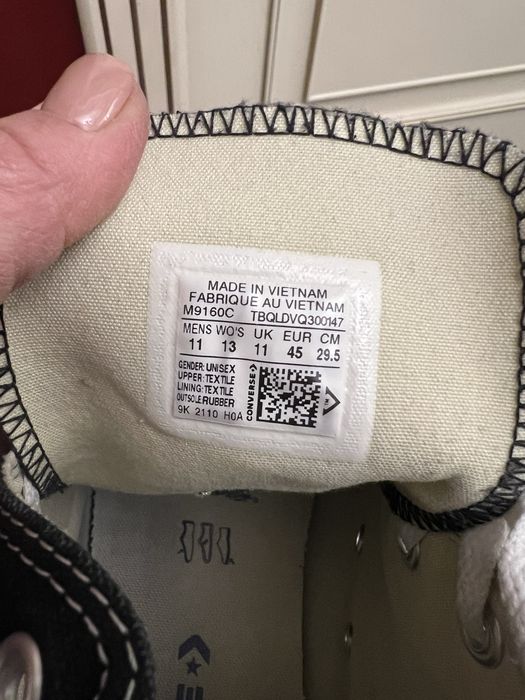 MADE IN VIETNAM
FABRIQUE AU VIETNAM
M9160C TBQLDVQ300147
MENS WO'S UK EUR CM
11 13 11 45 29.5
GENDER: UNISEX
UPPER: TEXTILE
LINING: TEXTILE
OUTSOLE: RUBBER
9K 2110 H0A
CONVERSE